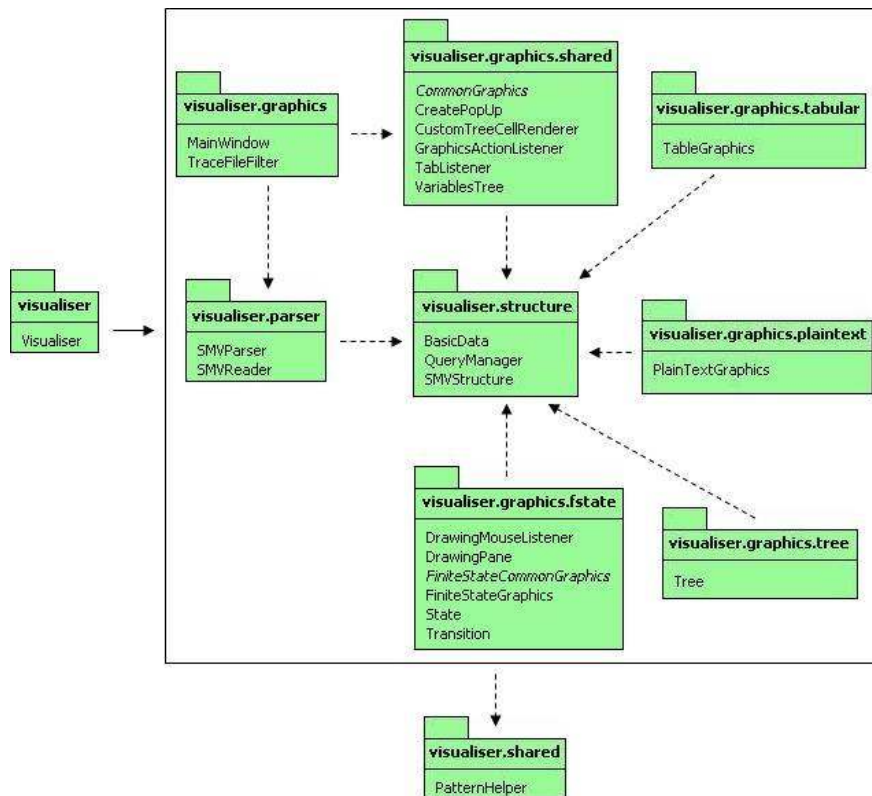 visualiser.graphics.shared
CommonGraphics
CreatePopUp
CustomTreeCellRenderer
GraphicsActionListener
TabListener
VariablesTree
visualiser.graphics
MainWindow
TraceFileFilter
visualiser.graphics.tabular
TableGraphics
visualiser
Visualiser
visualiser.parser
SMVParser
SMVReader
visualiser.structure
BasicData
QueryManager
SMVStructure
visualiser.graphics.plaintext
PlainTextGraphics
visualiser.graphics.fstate
DrawingMouseListener
DrawingPane
FiniteStateCommonGraphics
FiniteStateGraphics
State
Transition
visualiser.graphics.tree
Tree
visualiser.shared
PatternHelper